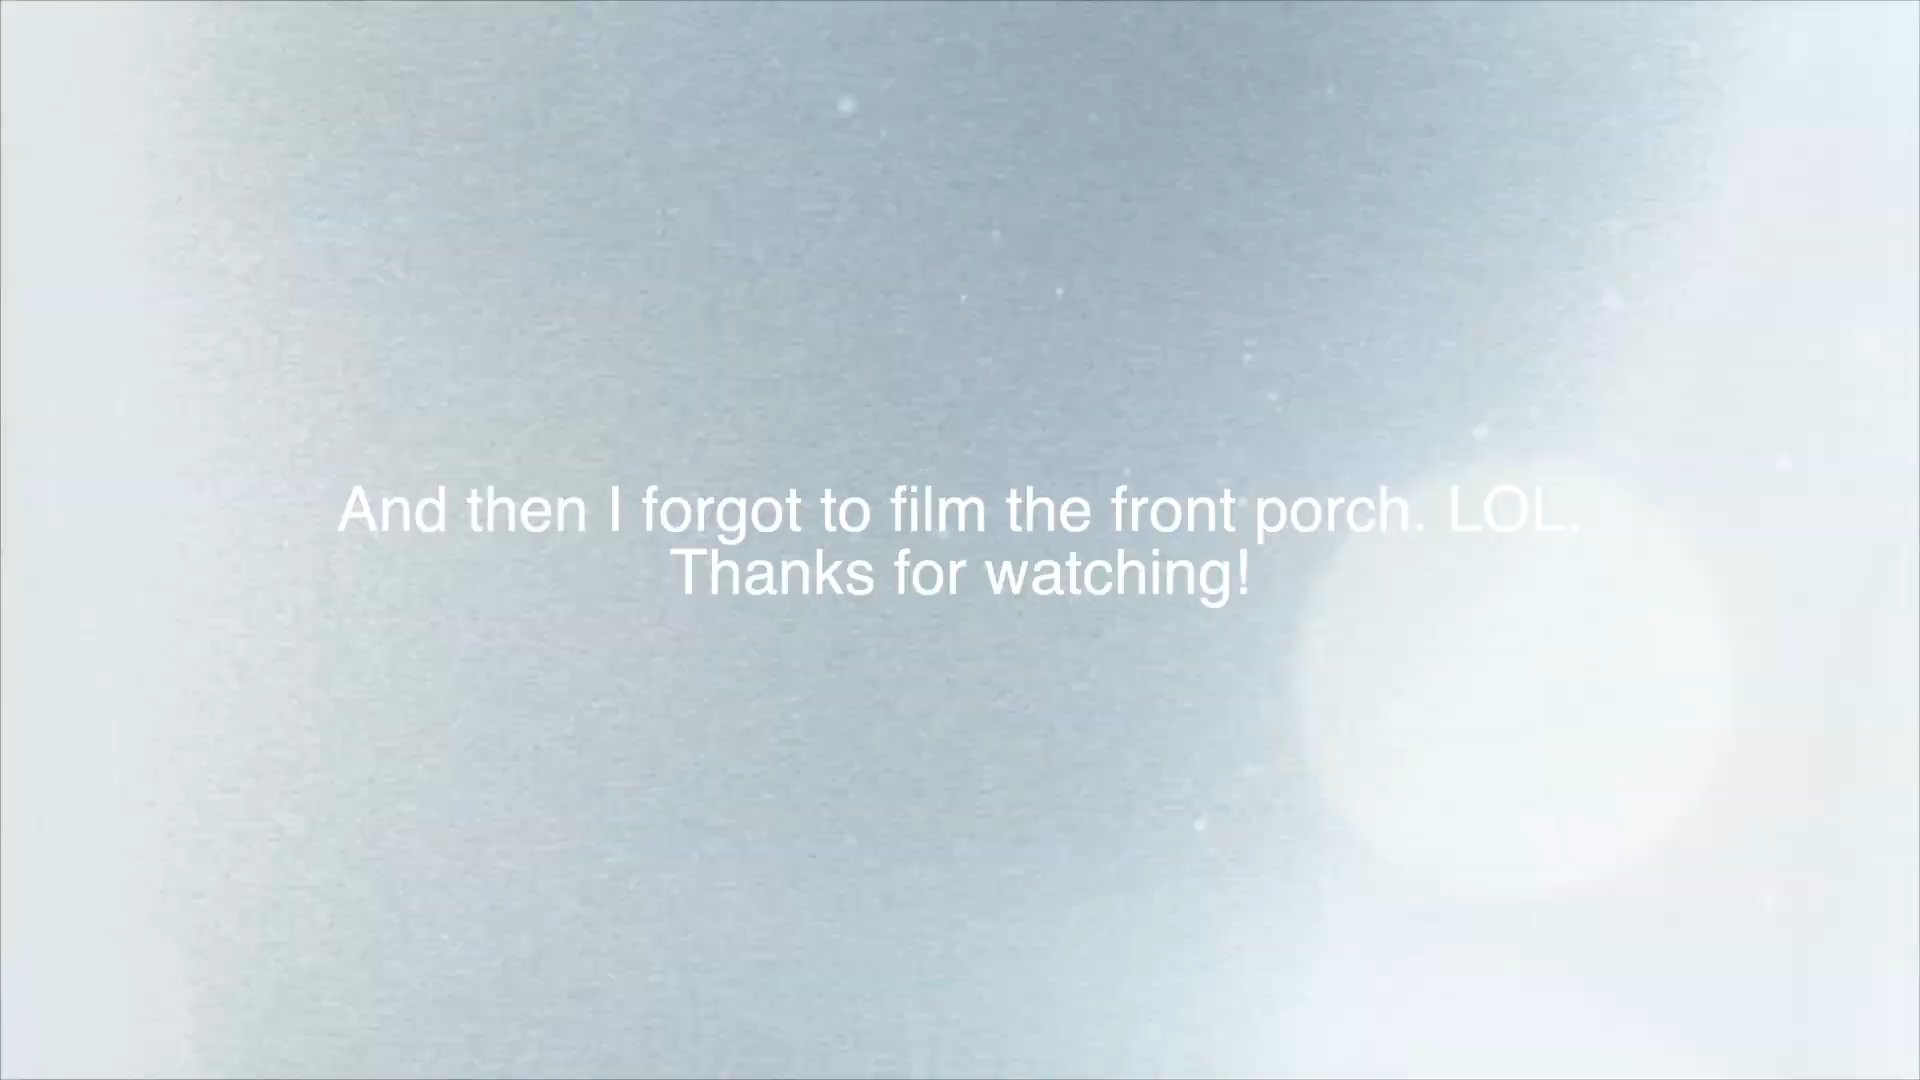 And then I forgot to film the front porch. LOL.
Thanks for watching!